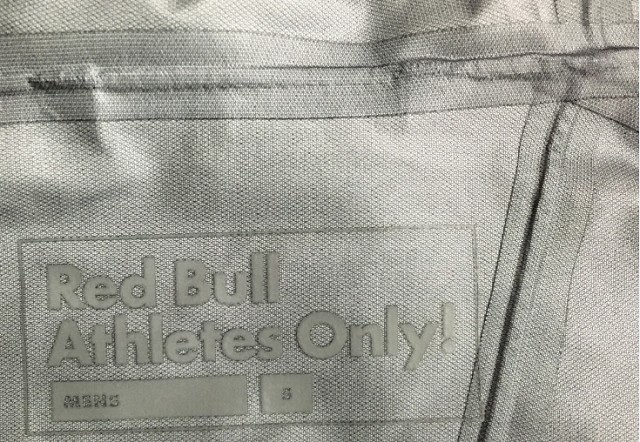 Red Bull
Athletes Only!
MENS S